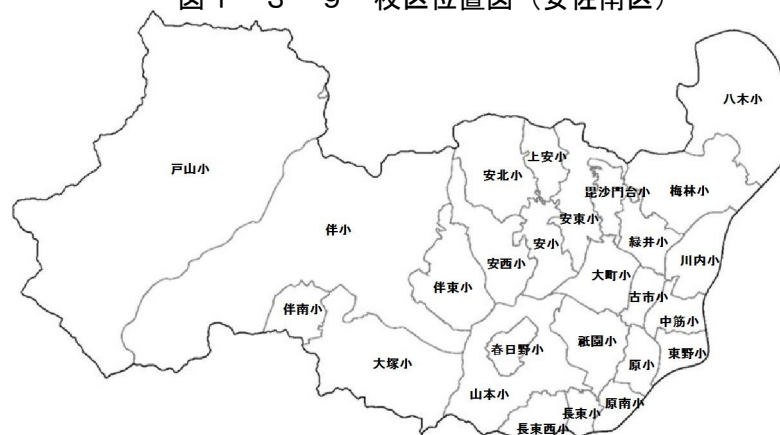 図1－3－9 校区位置図（安佐南区）
八木小
戸山小
安北小
上安小
毘沙門台小
梅林小
伴小
安東小
緑井小
安小
川内小
安西小
大町小
伴東小
古市小
伴南小
中筋小
春日野小
祇園小
東野小
大塚小
原小
山本小
原南小
長束小
長束西小